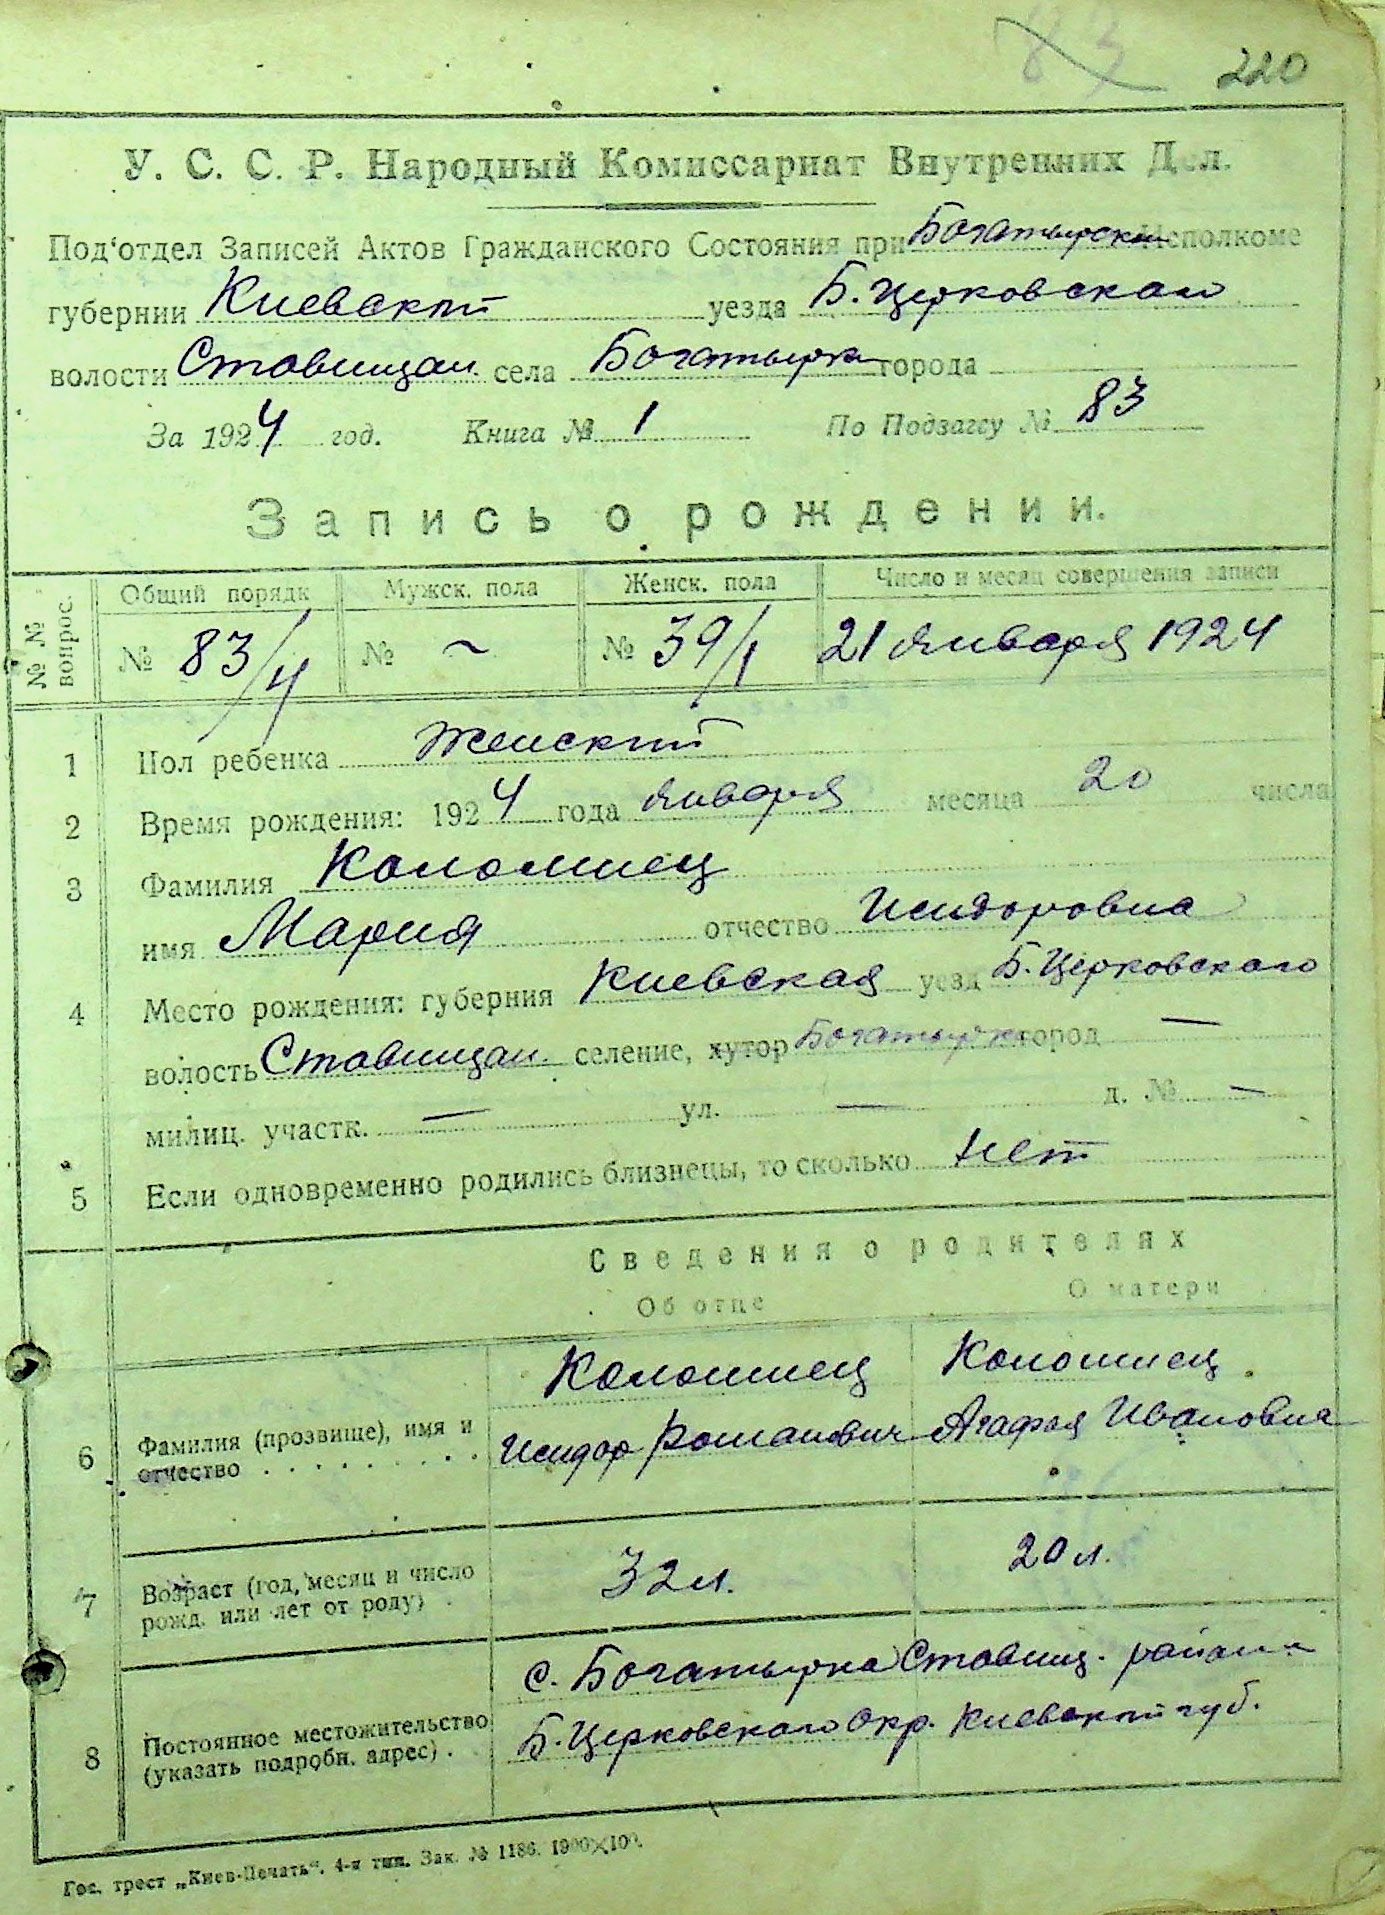 83 220
У. С. С. Р. Народный Комиссариат Внутренних Дел.
Под'отдел Записей Актов Гражданского Состояния при Богатырском Исполкоме
губернии Киевской уезда Б. Церковского
волости Ставищан. села Богатырка города
За 1924 год. Книга № 1 По Подзагсу № 83
Запись о рождении.
№ № вопрос. Общий порядк Мужск. пола Женск. пола Число и месяц совершения записи
№ 83/4 № ~ № 39/1 21 января 1924
1 Пол ребенка Женский
2 Время рождения: 1924 года января месяца 20 числа
3 Фамилия Коломиец
имя Мария отчество Исидоровна
4 Место рождения: губерния Киевская уезд Б. Церковского
волость Ставищан. селение, хутор Богатырка город —
милиц. участк. — ул. — д. № —
5 Если одновременно родились близнецы, то сколько нет
Сведения о родителях
Об отце О матери
Коломиец Коломиец
6 Фамилия (прозвище), имя и Исидор Романович Агафья Ивановна
отчество . . . . . . . . .
7 Возраст (год, месяц и число 32 л. 20 л.
рожд. или лет от роду) .
с. Богатырка Ставищ. района
8 Постоянное местожительство Б. Церковского Окр. Киевской губ.
(указать подробн. адрес) .
Гос. трест „Киев-Печать“. 4-я тип. Зак. № 1186. 1900×100.